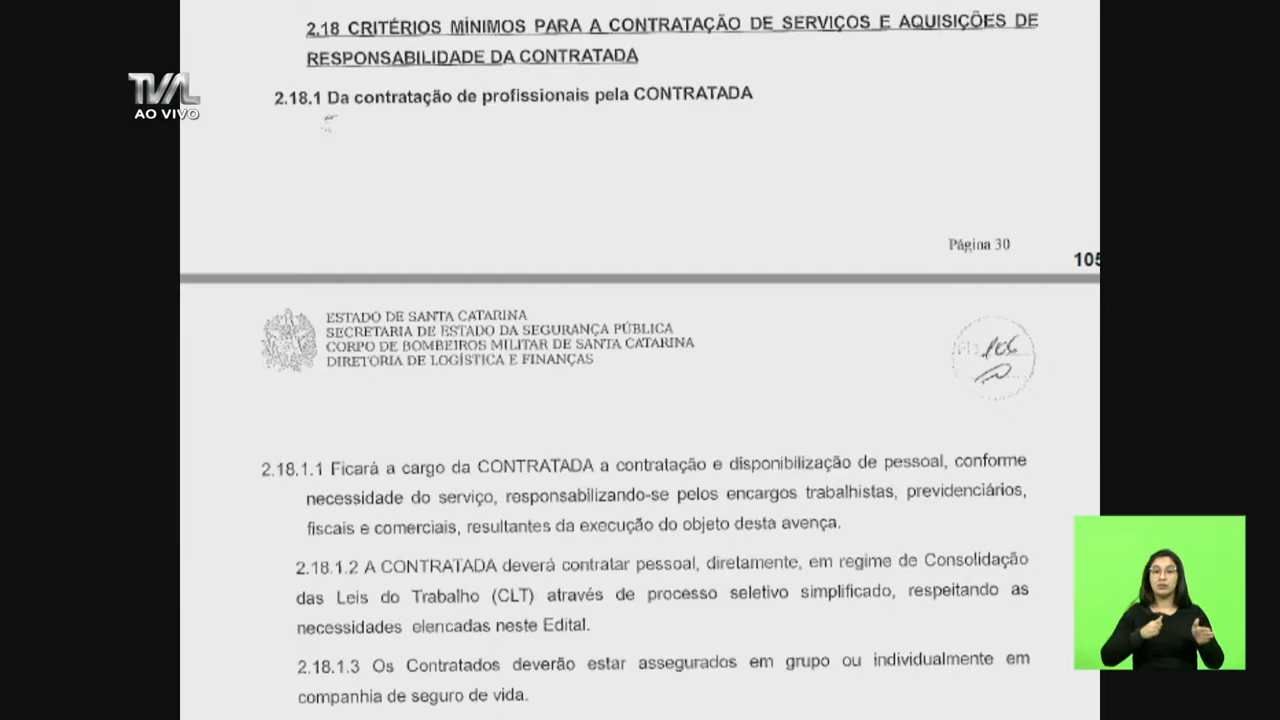 2.18 CRITÉRIOS MÍNIMOS PARA A CONTRATAÇÃO DE SERVIÇOS E AQUISIÇÕES DE
RESPONSABILIDADE DA CONTRATADA
TVAL
AO VIVO
2.18.1 Da contratação de profissionais pela CONTRATADA
Página 30
105
ESTADO DE SANTA CATARINA
SECRETARIA DE ESTADO DA SEGURANÇA PÚBLICA
CORPO DE BOMBEIROS MILITAR DE SANTA CATARINA
DIRETORIA DE LOGÍSTICA E FINANÇAS
106
2.18.1.1 Ficará a cargo da CONTRATADA a contratação e disponibilização de pessoal, conforme
necessidade do serviço, responsabilizando-se pelos encargos trabalhistas, previdenciários,
fiscais e comerciais, resultantes da execução do objeto desta avença.
2.18.1.2 A CONTRATADA deverá contratar pessoal, diretamente, em regime de Consolidação
das Leis do Trabalho (CLT) através de processo seletivo simplificado, respeitando as
necessidades elencadas neste Edital.
2.18.1.3 Os Contratados deverão estar assegurados em grupo ou individualmente em
companhia de seguro de vida.